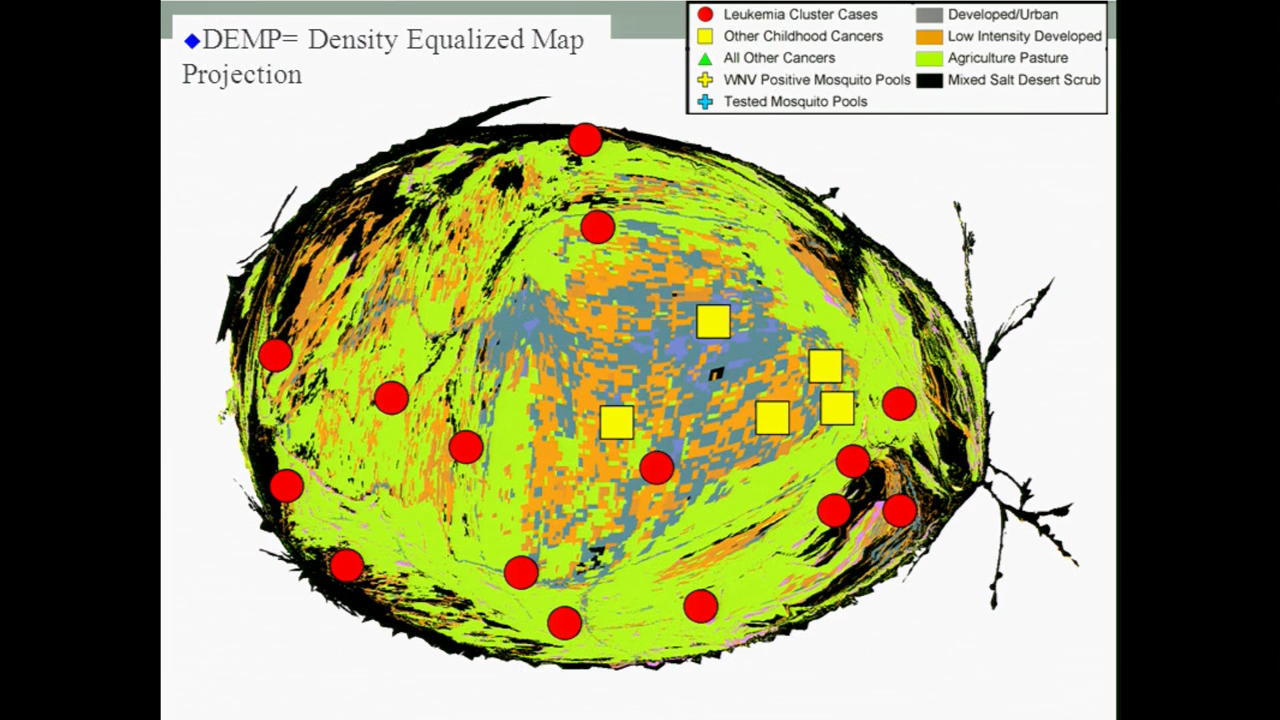 ◆DEMP= Density Equalized Map
Projection
Leukemia Cluster Cases
Other Childhood Cancers
All Other Cancers
WNV Positive Mosquito Pools
Tested Mosquito Pools
Developed/Urban
Low Intensity Developed
Agriculture Pasture
Mixed Salt Desert Scrub